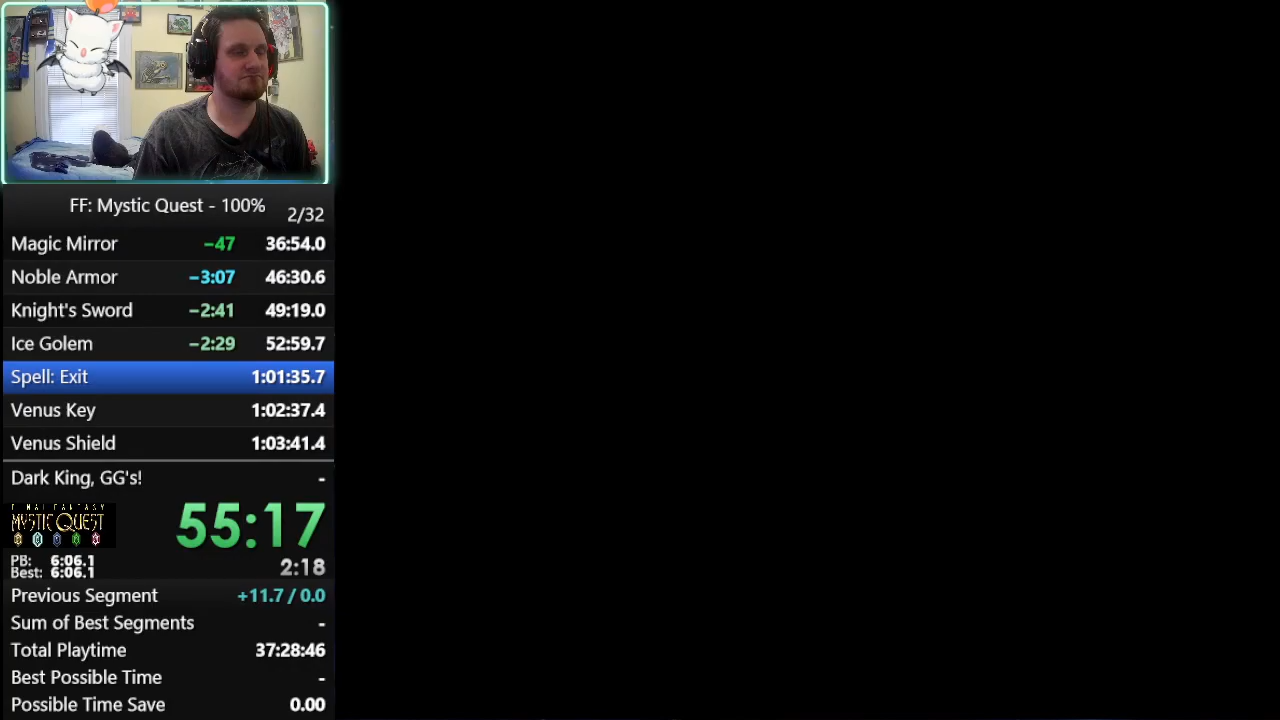 FF: Mystic Quest - 100%
2/32
Magic Mirror -47 36:54.0
Noble Armor -3:07 46:30.6
Knight's Sword -2:41 49:19.0
Ice Golem -2:29 52:59.7
Spell: Exit 1:01:35.7
Venus Key 1:02:37.4
Venus Shield 1:03:41.4
Dark King, GG's! -
FINAL FANTASY
MYSTIC QUEST
55:17
PB: 6:06.1
Best: 6:06.1
2:18
Previous Segment +11.7 / 0.0
Sum of Best Segments -
Total Playtime 37:28:46
Best Possible Time -
Possible Time Save 0.00